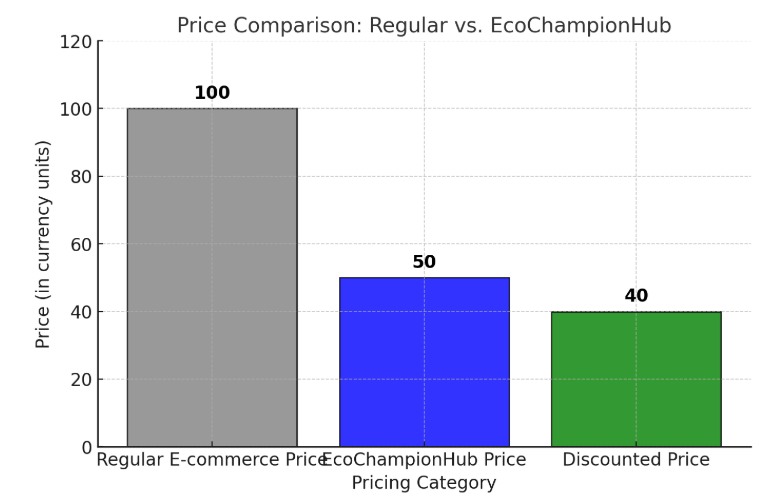 Price Comparison: Regular vs. EcoChampionHub
Price (in currency units)
120
100
80
60
40
20
0
100
50
40
Regular E-commerce Price
EcoChampionHub Price
Discounted Price
Pricing Category